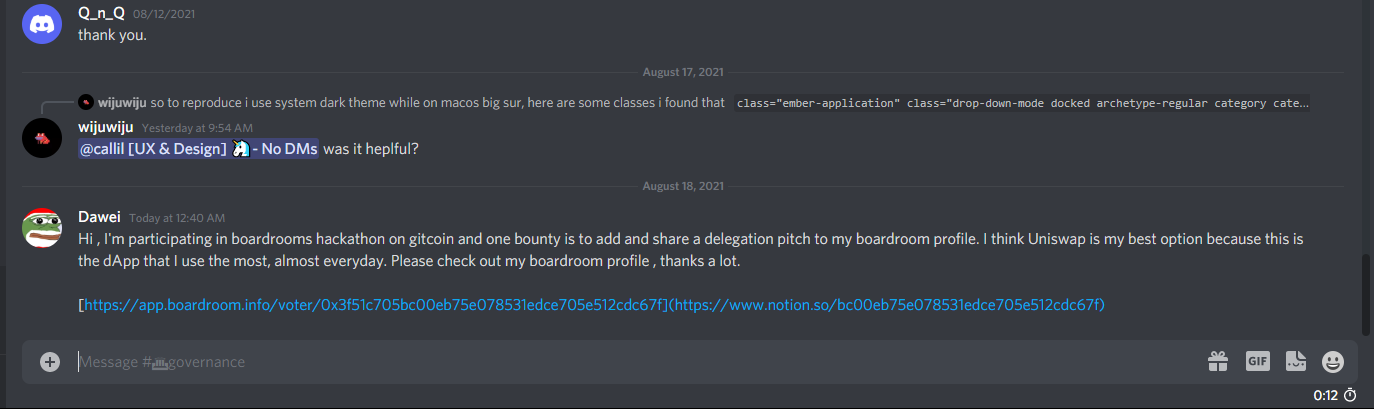 Q_n_Q 08/12/2021
thank you.
August 17, 2021
wijuwiju so to reproduce i use system dark theme while on macos big sur, here are some classes i found that class="ember-application" class="drop-down-mode docked archetype-regular category cate...
wijuwiju Yesterday at 9:54 AM
@callil [UX & Design] 🦄 - No DMs was it heplful?
August 18, 2021
Dawei Today at 12:40 AM
Hi , I'm participating in boardrooms hackathon on gitcoin and one bounty is to add and share a delegation pitch to my boardroom profile. I think Uniswap is my best option because this is
the dApp that I use the most, almost everyday. Please check out my boardroom profile , thanks a lot.
[https://app.boardroom.info/voter/0x3f51c705bc00eb75e078531edce705e512cdc67f](https://www.notion.so/bc00eb75e078531edce705e512cdc67f)
Message #🏛governance
GIF
0:12